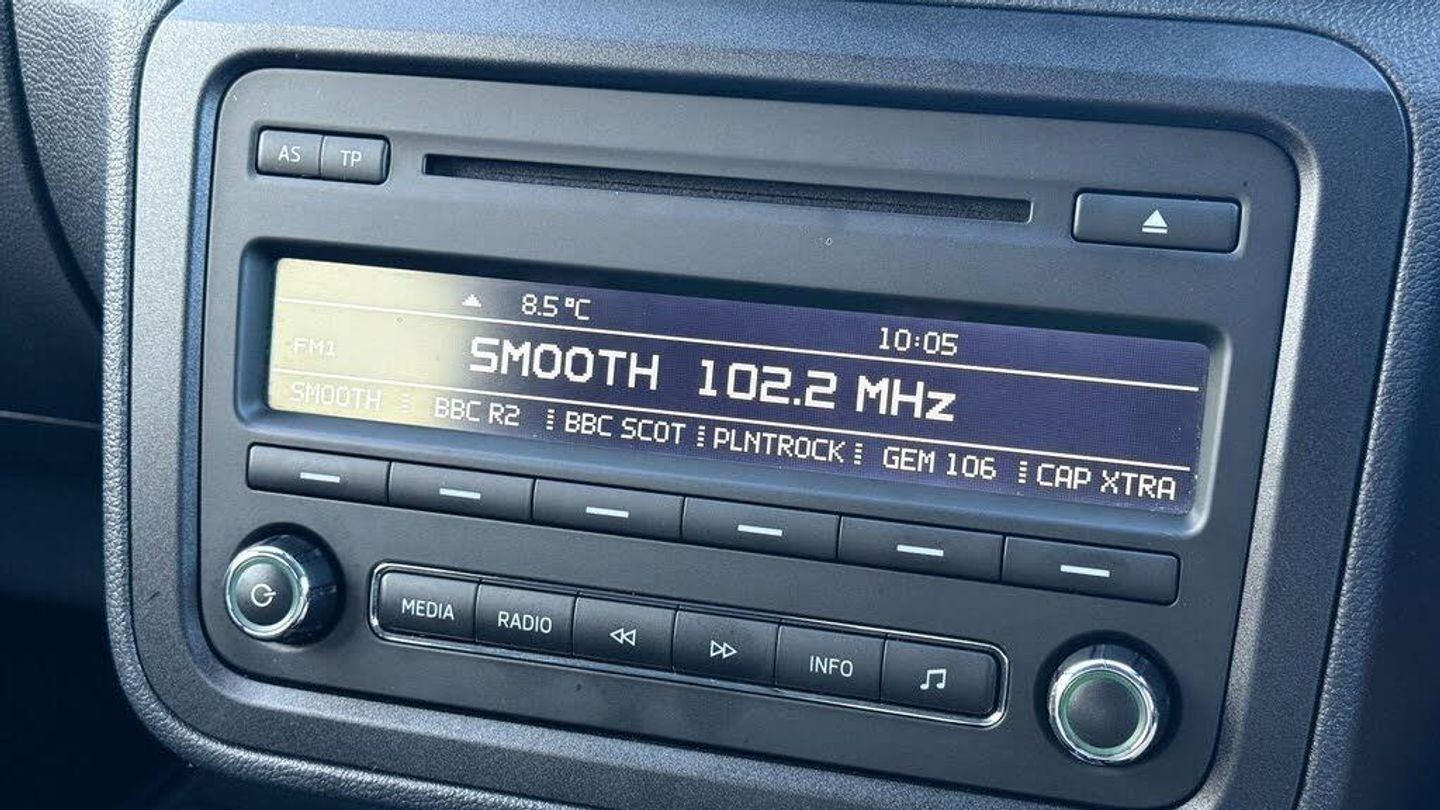 AS TP
8.5°C 10:05
FM1 SMOOTH 102.2 MHz
SMOOTH BBC R2 BBC SCOT PLNTROCK GEM 106 CAP XTRA
MEDIA RADIO INFO